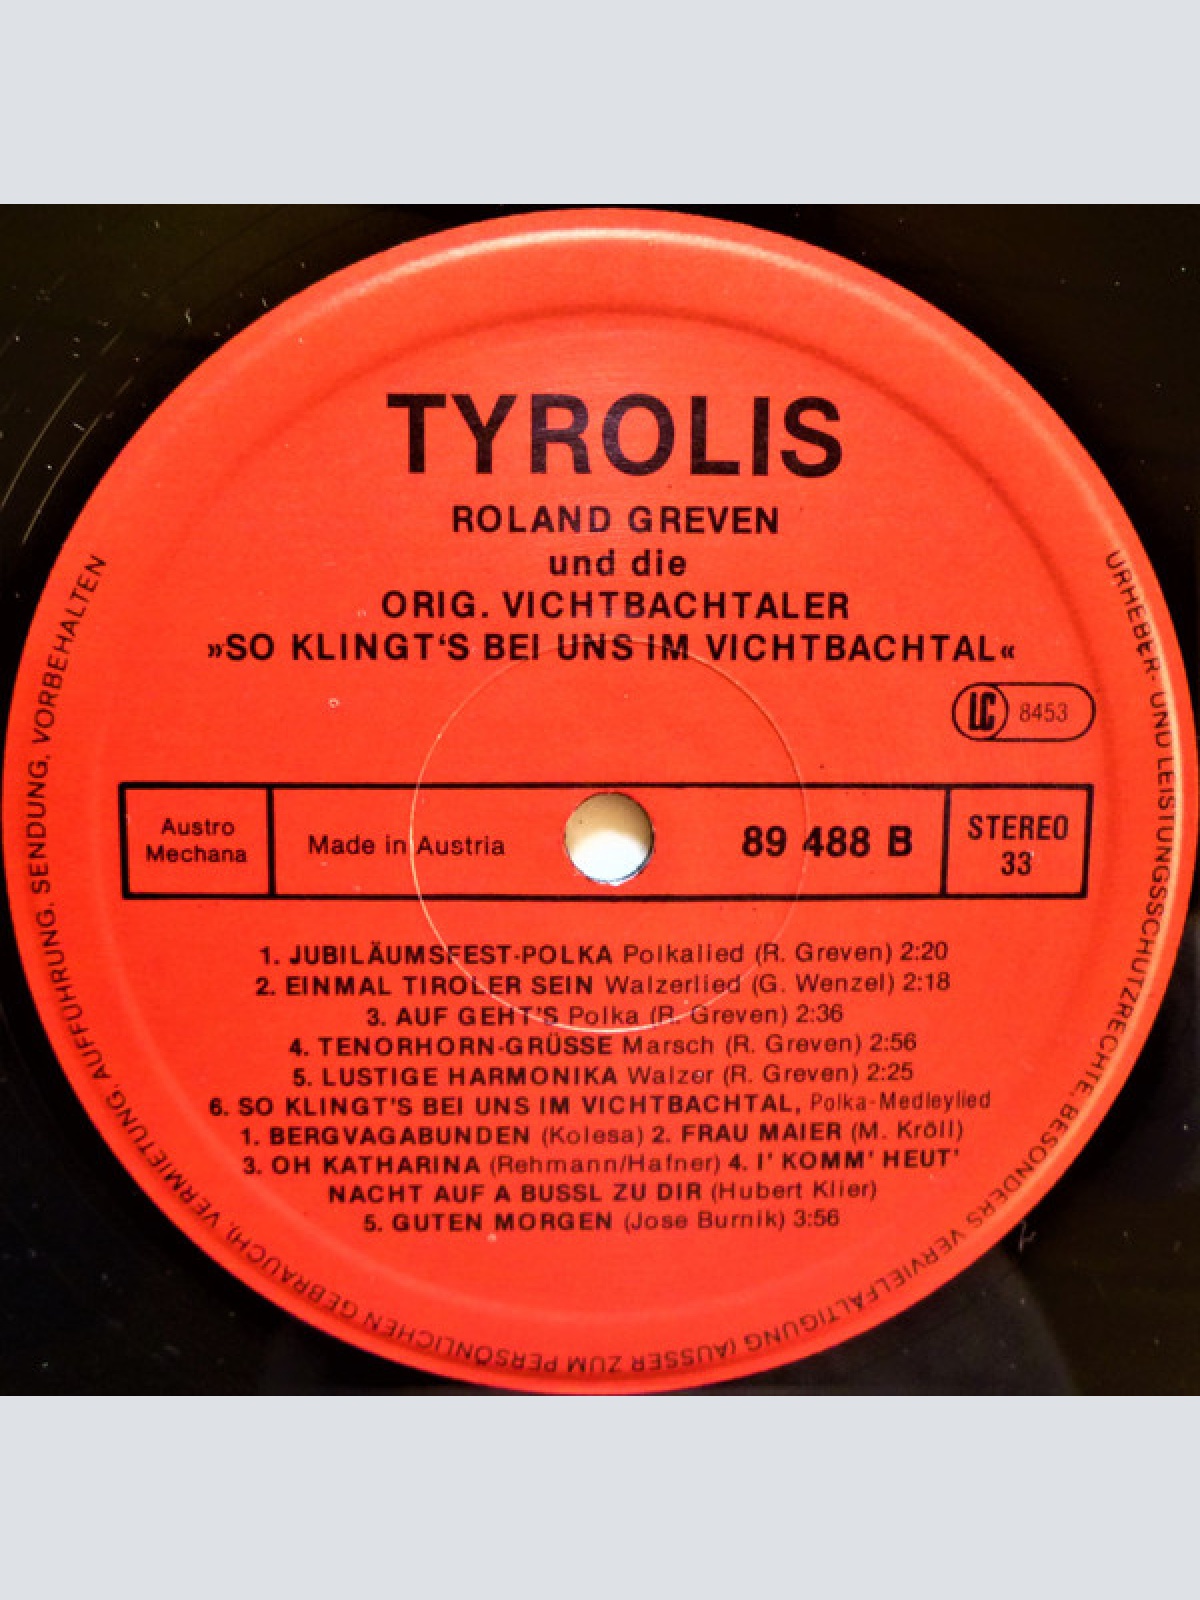 TYROLIS
ROLAND GREVEN
und die
ORIG. VICHTBACHTALER
»SO KLINGT'S BEI UNS IM VICHTBACHTAL«
LC 8453
Austro
Mechana
Made in Austria
89 488 B
STEREO
33
1. JUBILÄUMSFEST-POLKA Polkalied (R. Greven) 2:20
2. EINMAL TIROLER SEIN Walzerlied (G. Wenzel) 2:18
3. AUF GEHT'S Polka (R. Greven) 2:36
4. TENORHORN-GRÜSSE Marsch (R. Greven) 2:56
5. LUSTIGE HARMONIKA Walzer (R. Greven) 2:25
6. SO KLINGT'S BEI UNS IM VICHTBACHTAL, Polka-Medleylied
1. BERGVAGABUNDEN (Kolesa) 2. FRAU MAIER (M. Kröll)
3. OH KATHARINA (Rehmann/Hafner) 4. I' KOMM' HEUT'
NACHT AUF A BUSSL ZU DIR (Hubert Klier)
5. GUTEN MORGEN (Jose Burnik) 3:56
URHEBER- UND LEISTUNGSSCHUTZRECHTE, BESONDERS VERVIELFÄLTIGUNG (AUSSER ZUM PERSÖNLICHEN GEBRAUCH), VERMIETUNG, AUFFÜHRUNG, SENDUNG, VORBEHALTEN